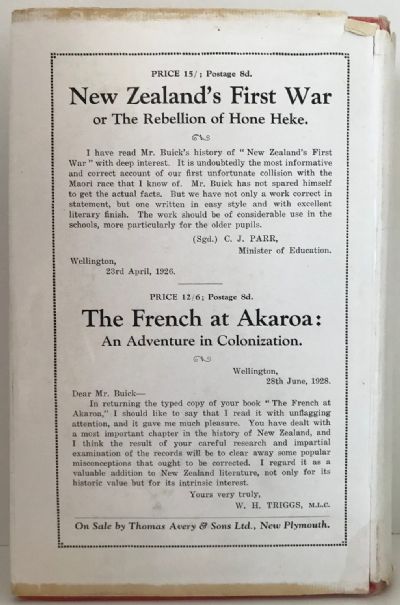 PRICE 15/; Postage 8d.
New Zealand's First War
or The Rebellion of Hone Heke.
I have read Mr. Buick's history of "New Zealand's First
War" with deep interest. It is undoubtedly the most informative
and correct account of our first unfortunate collision with the
Maori race that I know of. Mr. Buick has not spared himself
to get the actual facts. But we have not only a work correct in
statement, but one written in easy style and with excellent
literary finish. The work should be of considerable use in the
schools, more particularly for the older pupils.
(Sgd.) C. J. PARR,
Minister of Education.
Wellington,
23rd April, 1926.
PRICE 12/6; Postage 8d.
The French at Akaroa:
An Adventure in Colonization.
Wellington,
28th June, 1928.
Dear Mr. Buick—
In returning the typed copy of your book "The French at
Akaroa," I should like to say that I read it with unflagging
attention, and it gave me much pleasure. You have dealt with
a most important chapter in the history of New Zealand, and
I think the result of your careful research and impartial
examination of the records will be to clear away some popular
misconceptions that ought to be corrected. I regard it as a
valuable addition to New Zealand literature, not only for its
historic value but for its intrinsic interest.
Yours very truly,
W. H. TRIGGS, M.L.C.
On Sale by Thomas Avery & Sons Ltd., New Plymouth.